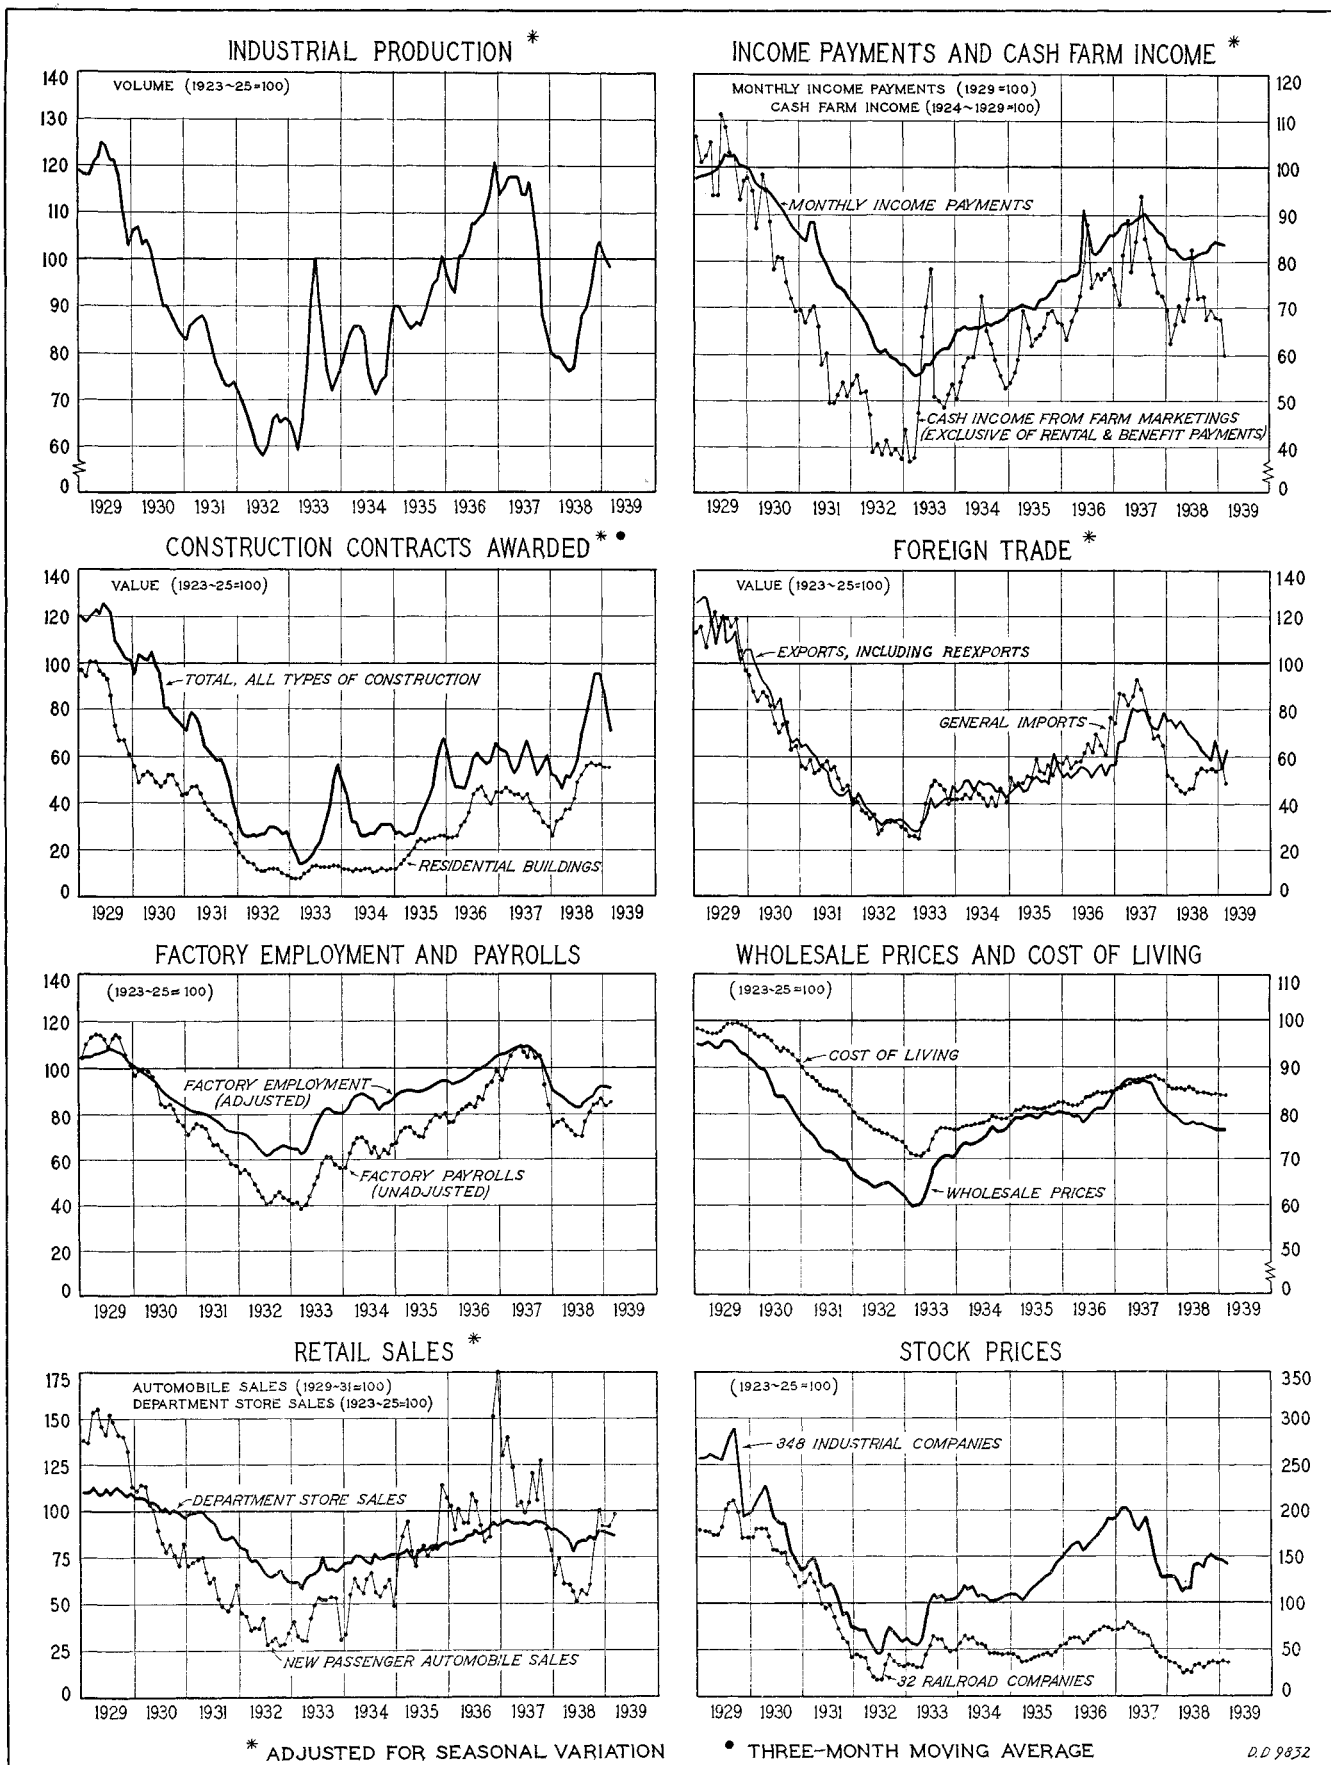 INDUSTRIAL PRODUCTION *
VOLUME (1923~25=100)
140
130
120
110
100
90
80
70
60
0
1929 1930 1931 1932 1933 1934 1935 1936 1937 1938 1939
INCOME PAYMENTS AND CASH FARM INCOME *
MONTHLY INCOME PAYMENTS (1929=100)
CASH FARM INCOME (1924~1929=100)
MONTHLY INCOME PAYMENTS
CASH INCOME FROM FARM MARKETINGS
(EXCLUSIVE OF RENTAL & BENEFIT PAYMENTS)
120
110
100
90
80
70
60
50
40
0
1929 1930 1931 1932 1933 1934 1935 1936 1937 1938 1939
CONSTRUCTION CONTRACTS AWARDED * •
VALUE (1923~25=100)
TOTAL, ALL TYPES OF CONSTRUCTION
RESIDENTIAL BUILDINGS
140
120
100
80
60
40
20
0
1929 1930 1931 1932 1933 1934 1935 1936 1937 1938 1939
FOREIGN TRADE *
VALUE (1923~25=100)
EXPORTS, INCLUDING REEXPORTS
GENERAL IMPORTS
140
120
100
80
60
40
20
0
1929 1930 1931 1932 1933 1934 1935 1936 1937 1938 1939
FACTORY EMPLOYMENT AND PAYROLLS
(1923~25=100)
FACTORY EMPLOYMENT
(ADJUSTED)
FACTORY PAYROLLS
(UNADJUSTED)
140
120
100
80
60
40
20
0
1929 1930 1931 1932 1933 1934 1935 1936 1937 1938 1939
WHOLESALE PRICES AND COST OF LIVING
(1923~25=100)
COST OF LIVING
WHOLESALE PRICES
110
100
90
80
70
60
50
0
1929 1930 1931 1932 1933 1934 1935 1936 1937 1938 1939
RETAIL SALES *
AUTOMOBILE SALES (1929~31=100)
DEPARTMENT STORE SALES (1923~25=100)
DEPARTMENT STORE SALES
NEW PASSENGER AUTOMOBILE SALES
175
150
125
100
75
50
25
0
1929 1930 1931 1932 1933 1934 1935 1936 1937 1938 1939
STOCK PRICES
(1923~25=100)
348 INDUSTRIAL COMPANIES
32 RAILROAD COMPANIES
350
300
250
200
150
100
50
0
1929 1930 1931 1932 1933 1934 1935 1936 1937 1938 1939
* ADJUSTED FOR SEASONAL VARIATION
• THREE-MONTH MOVING AVERAGE
D.D 9832